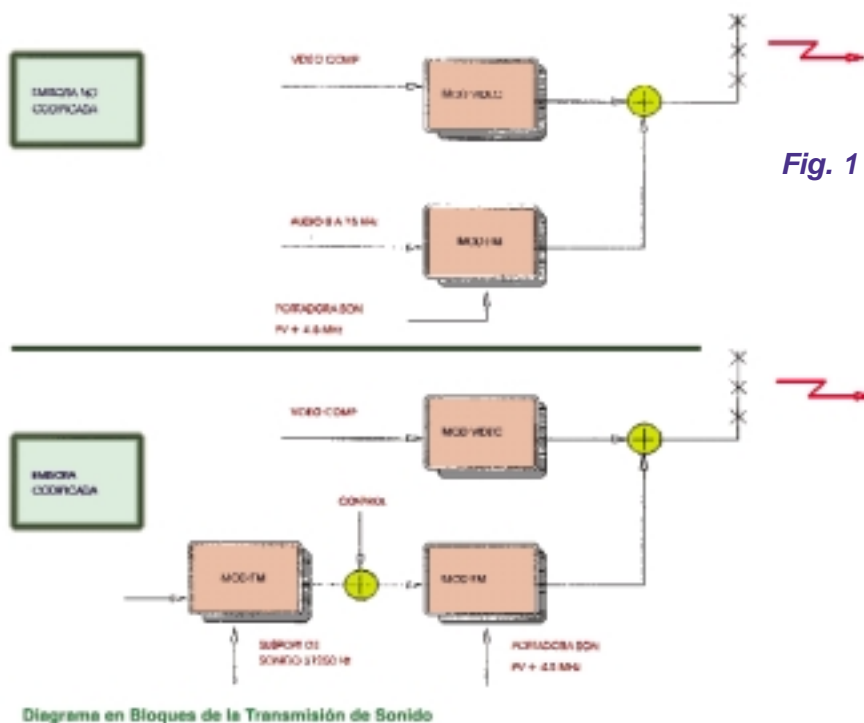 VIDEO COMP
EMISORA NO
CODIFICADA
MOD VIDEO
Fig. 1
MOD FM
PORTADORA SON
PV + 4.5 MHz
VIDEO COMP
MOD VIDEO
EMISORA
CODIFICADA
CONTROL
MOD FM
MOD FM
PORTADORA SON
PV + 4.5 MHz
Diagrama en Bloques de la Transmisión de Sonido